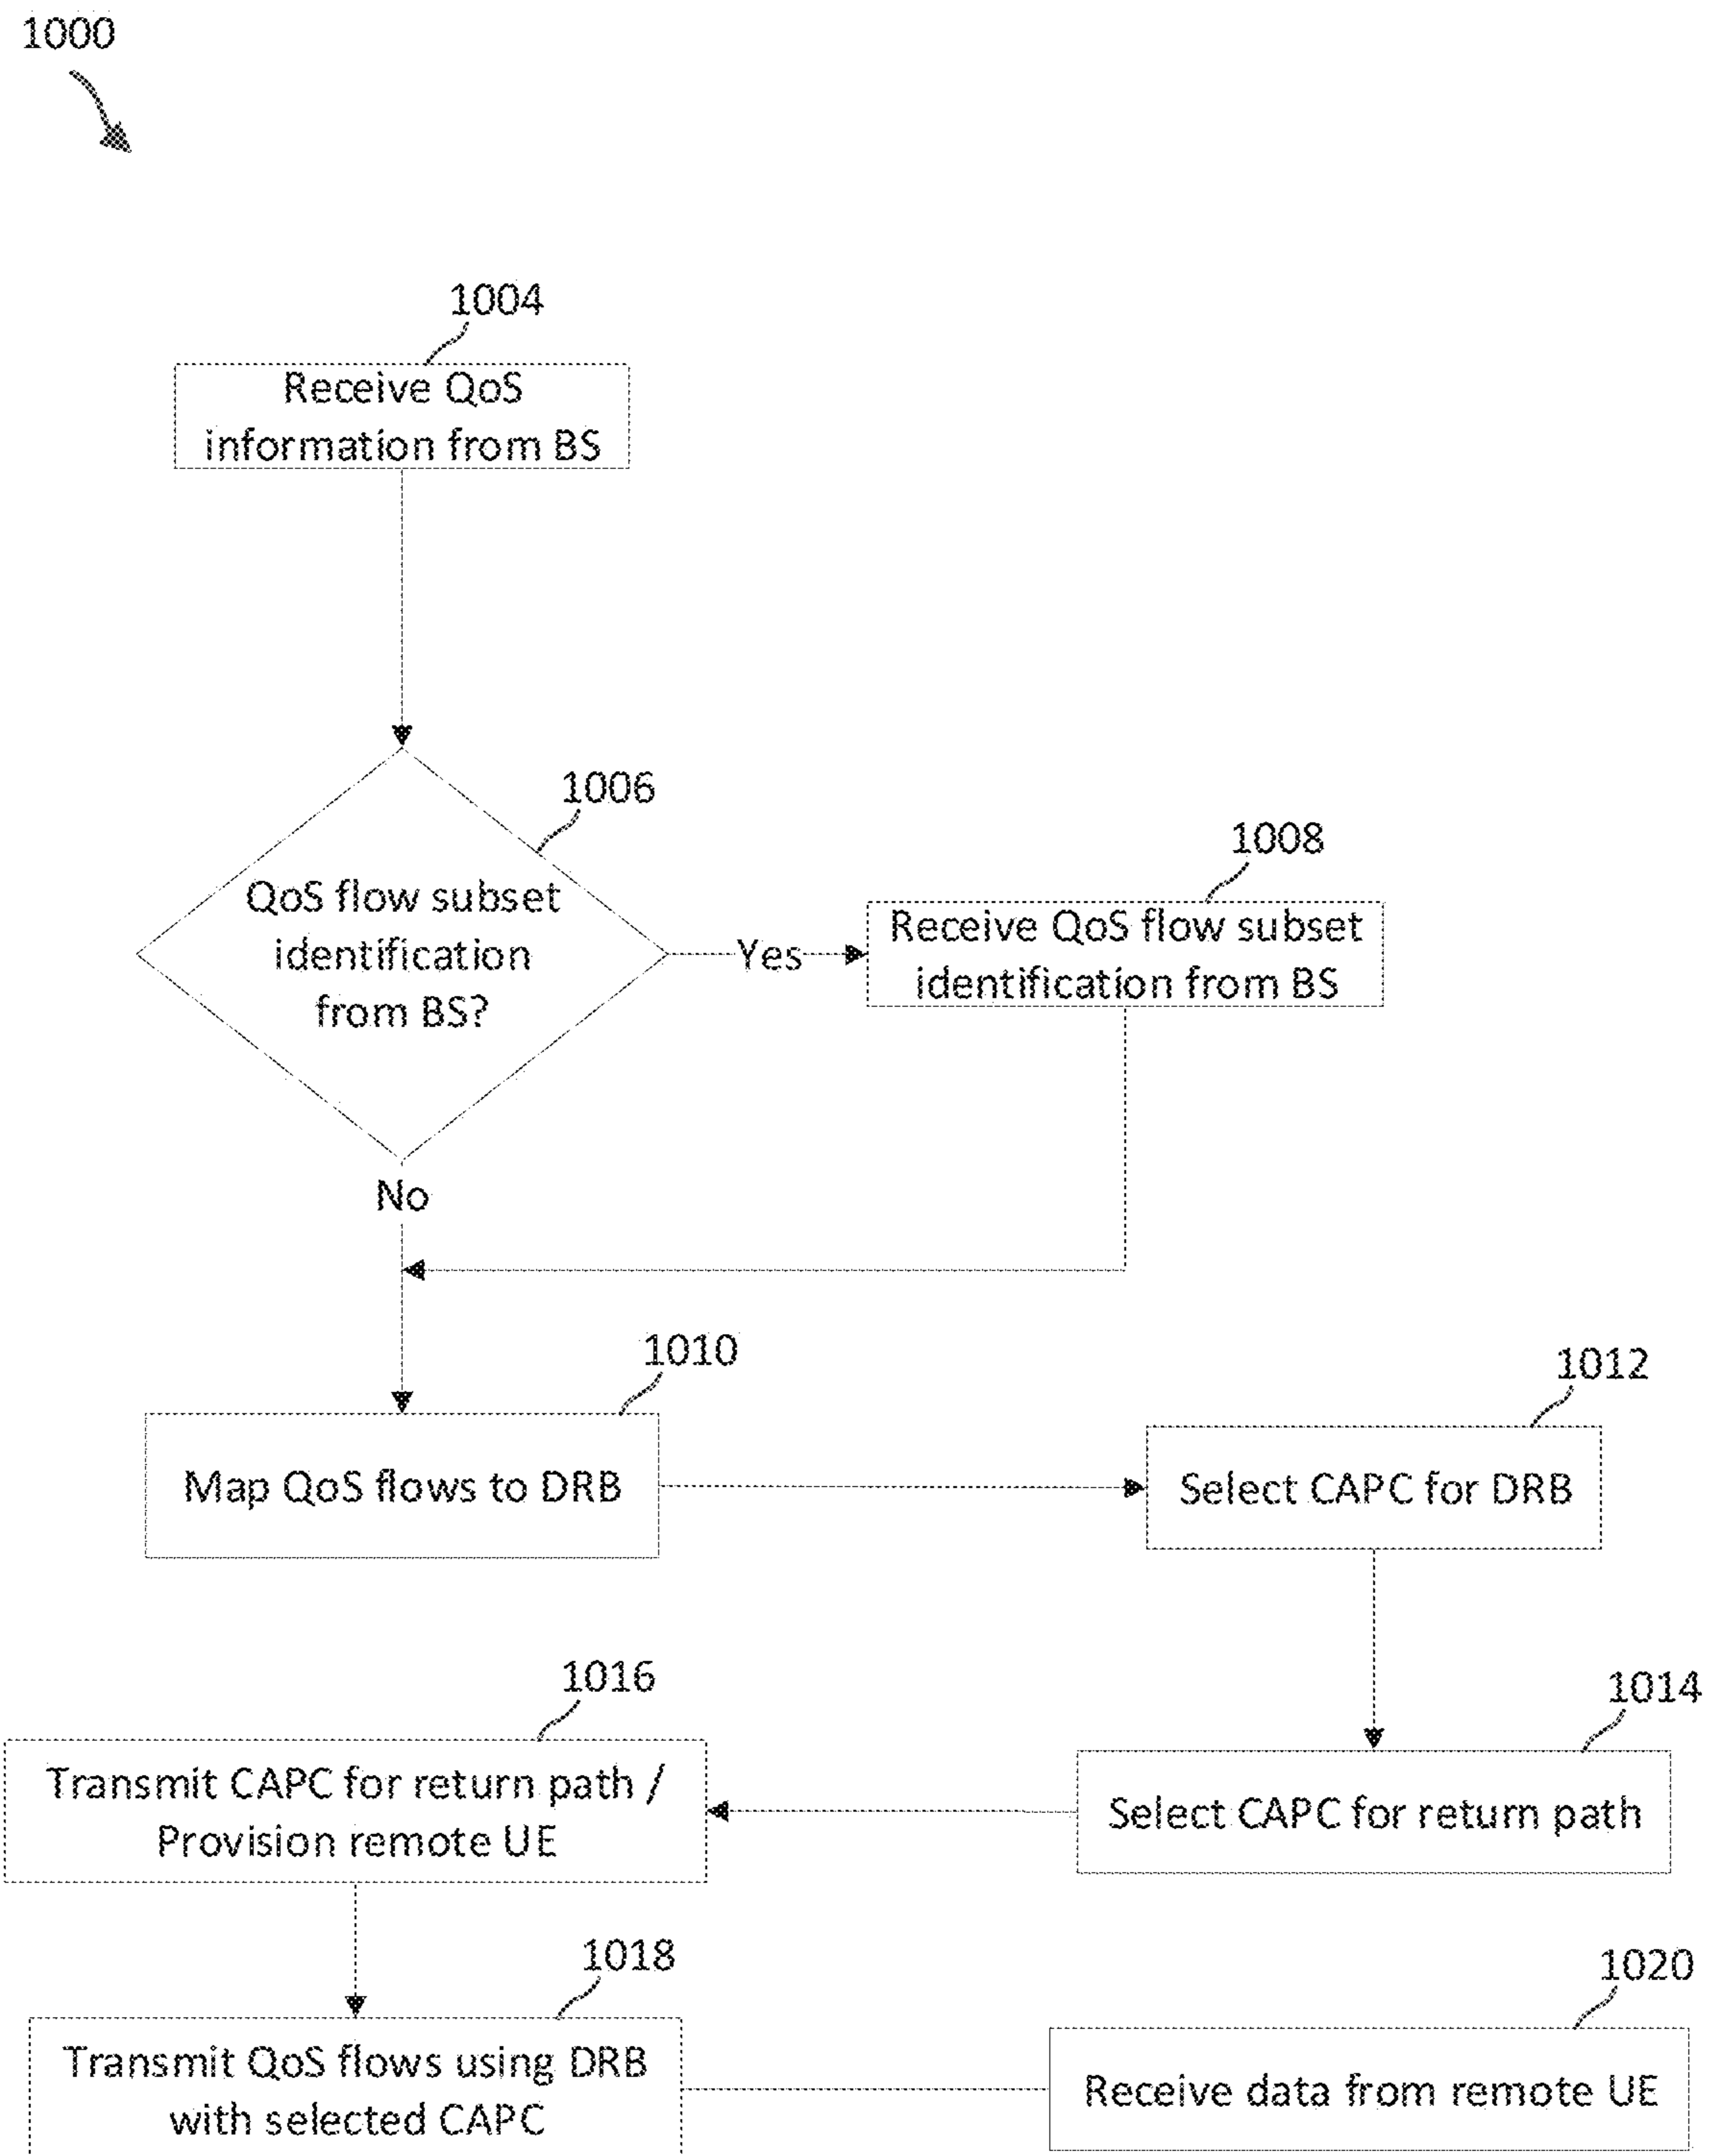 1000
1004
Receive QoS
information from BS
1006
QoS flow subset
identification
from BS?
Yes
1008
Receive QoS flow subset
identification from BS
No
1010
Map QoS flows to DRB
1012
Select CAPC for DRB
1014
Select CAPC for return path
1016
Transmit CAPC for return path /
Provision remote UE
1018
Transmit QoS flows using DRB
with selected CAPC
1020
Receive data from remote UE